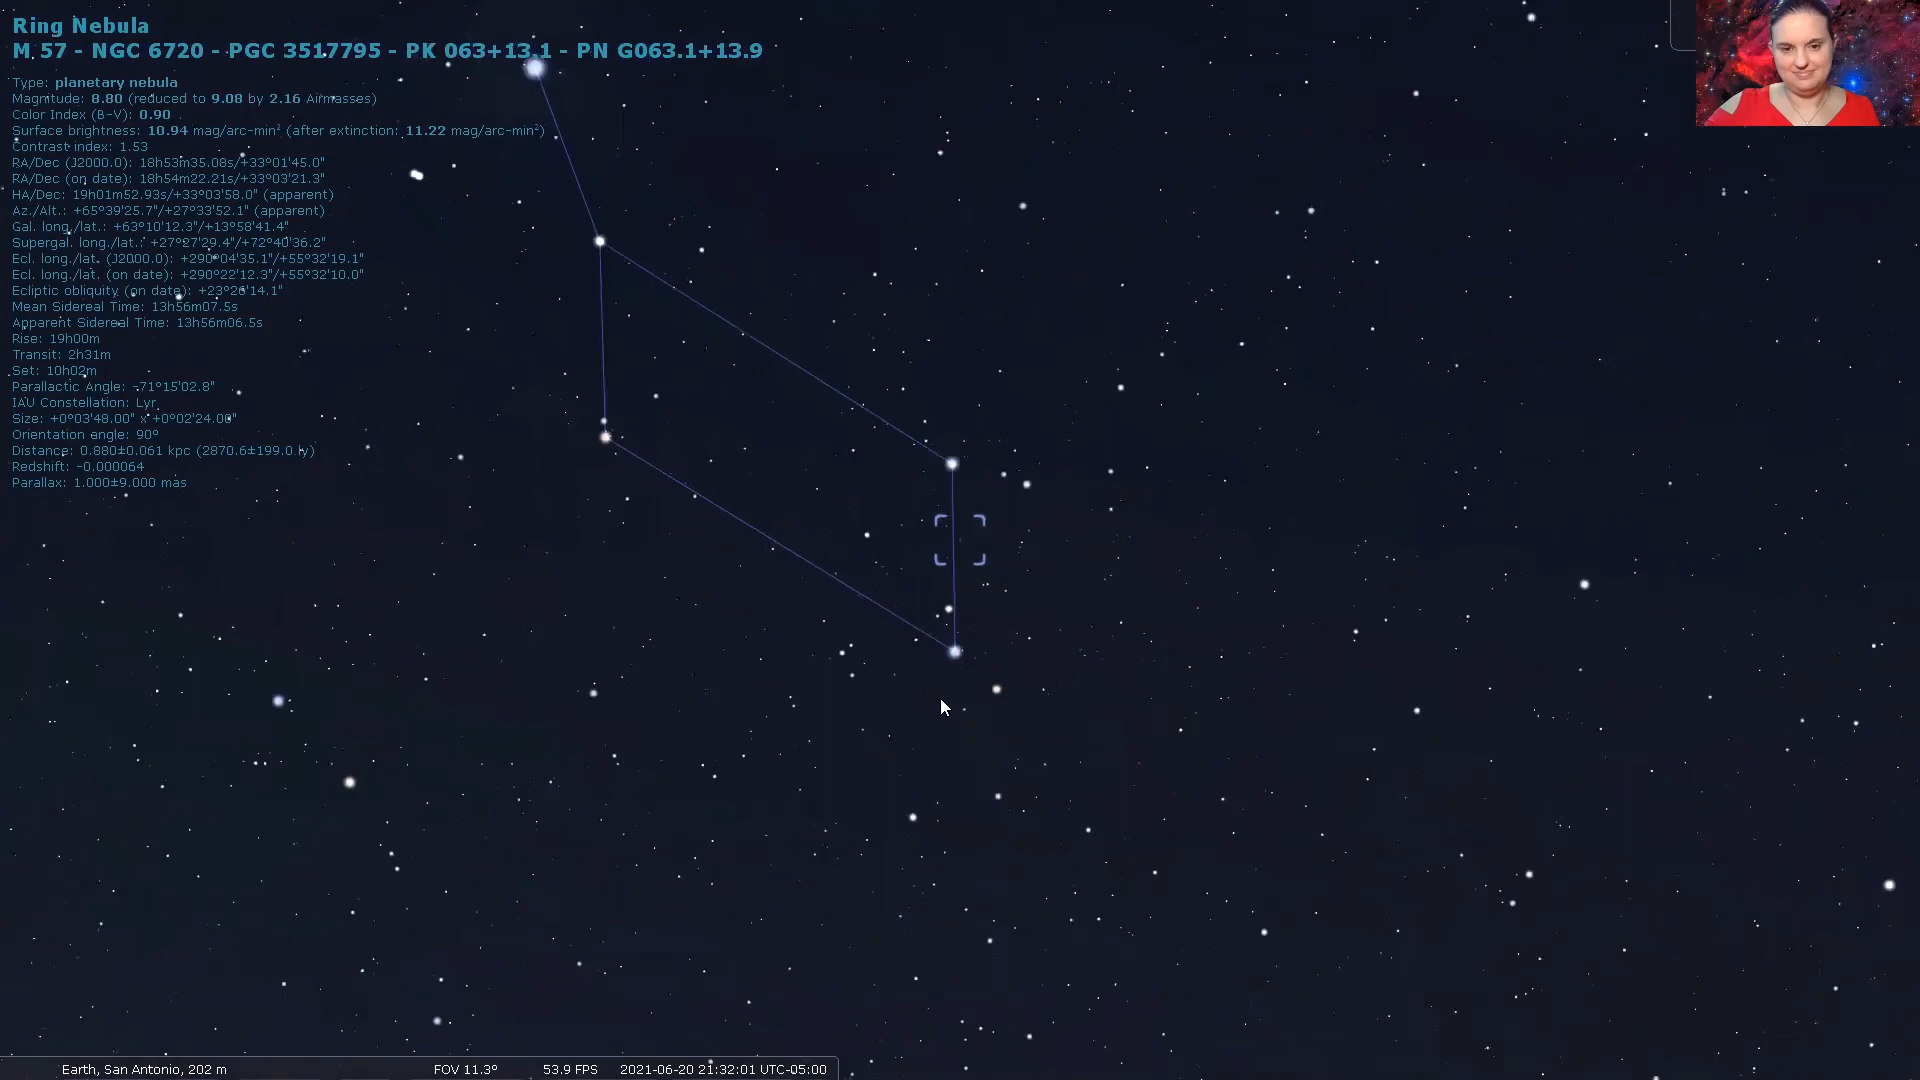 Ring Nebula
M 57 - NGC 6720 - PGC 3517795 - PK 063+13.1 - PN G063.1+13.9
Type: planetary nebula
Magnitude: 8.80 (reduced to 9.08 by 2.16 Airmasses)
Color Index (B-V): 0.90
Surface brightness: 10.94 mag/arc-min² (after extinction: 11.22 mag/arc-min²)
Contrast index: 1.53
RA/Dec (J2000.0): 18h53m35.08s/+33°01'45.0"
RA/Dec (on date): 18h54m22.21s/+33°03'21.3"
HA/Dec: 19h01m52.93s/+33°03'58.0" (apparent)
Az./Alt.: +65°39'25.7"/+27°33'52.1" (apparent)
Gal. long./lat.: +63°10'12.3"/+13°58'41.4"
Supergal. long./lat.: +27°27'29.4"/+72°40'36.2"
Ecl. long./lat. (J2000.0): +290°04'35.1"/+55°32'19.1"
Ecl. long./lat. (on date): +290°22'12.3"/+55°32'10.0"
Ecliptic obliquity (on date): +23°26'14.1"
Mean Sidereal Time: 13h56m07.5s
Apparent Sidereal Time: 13h56m06.5s
Rise: 19h00m
Transit: 2h31m
Set: 10h02m
Parallactic Angle: -71°15'02.8"
IAU Constellation: Lyr
Size: +0°03'48.00" x +0°02'24.00"
Orientation angle: 90°
Distance: 0.880±0.061 kpc (2870.6±199.0 ly)
Redshift: -0.000064
Parallax: 1.000±9.000 mas
Earth, San Antonio, 202 m FOV 11.3° 53.9 FPS 2021-06-20 21:32:01 UTC-05:00